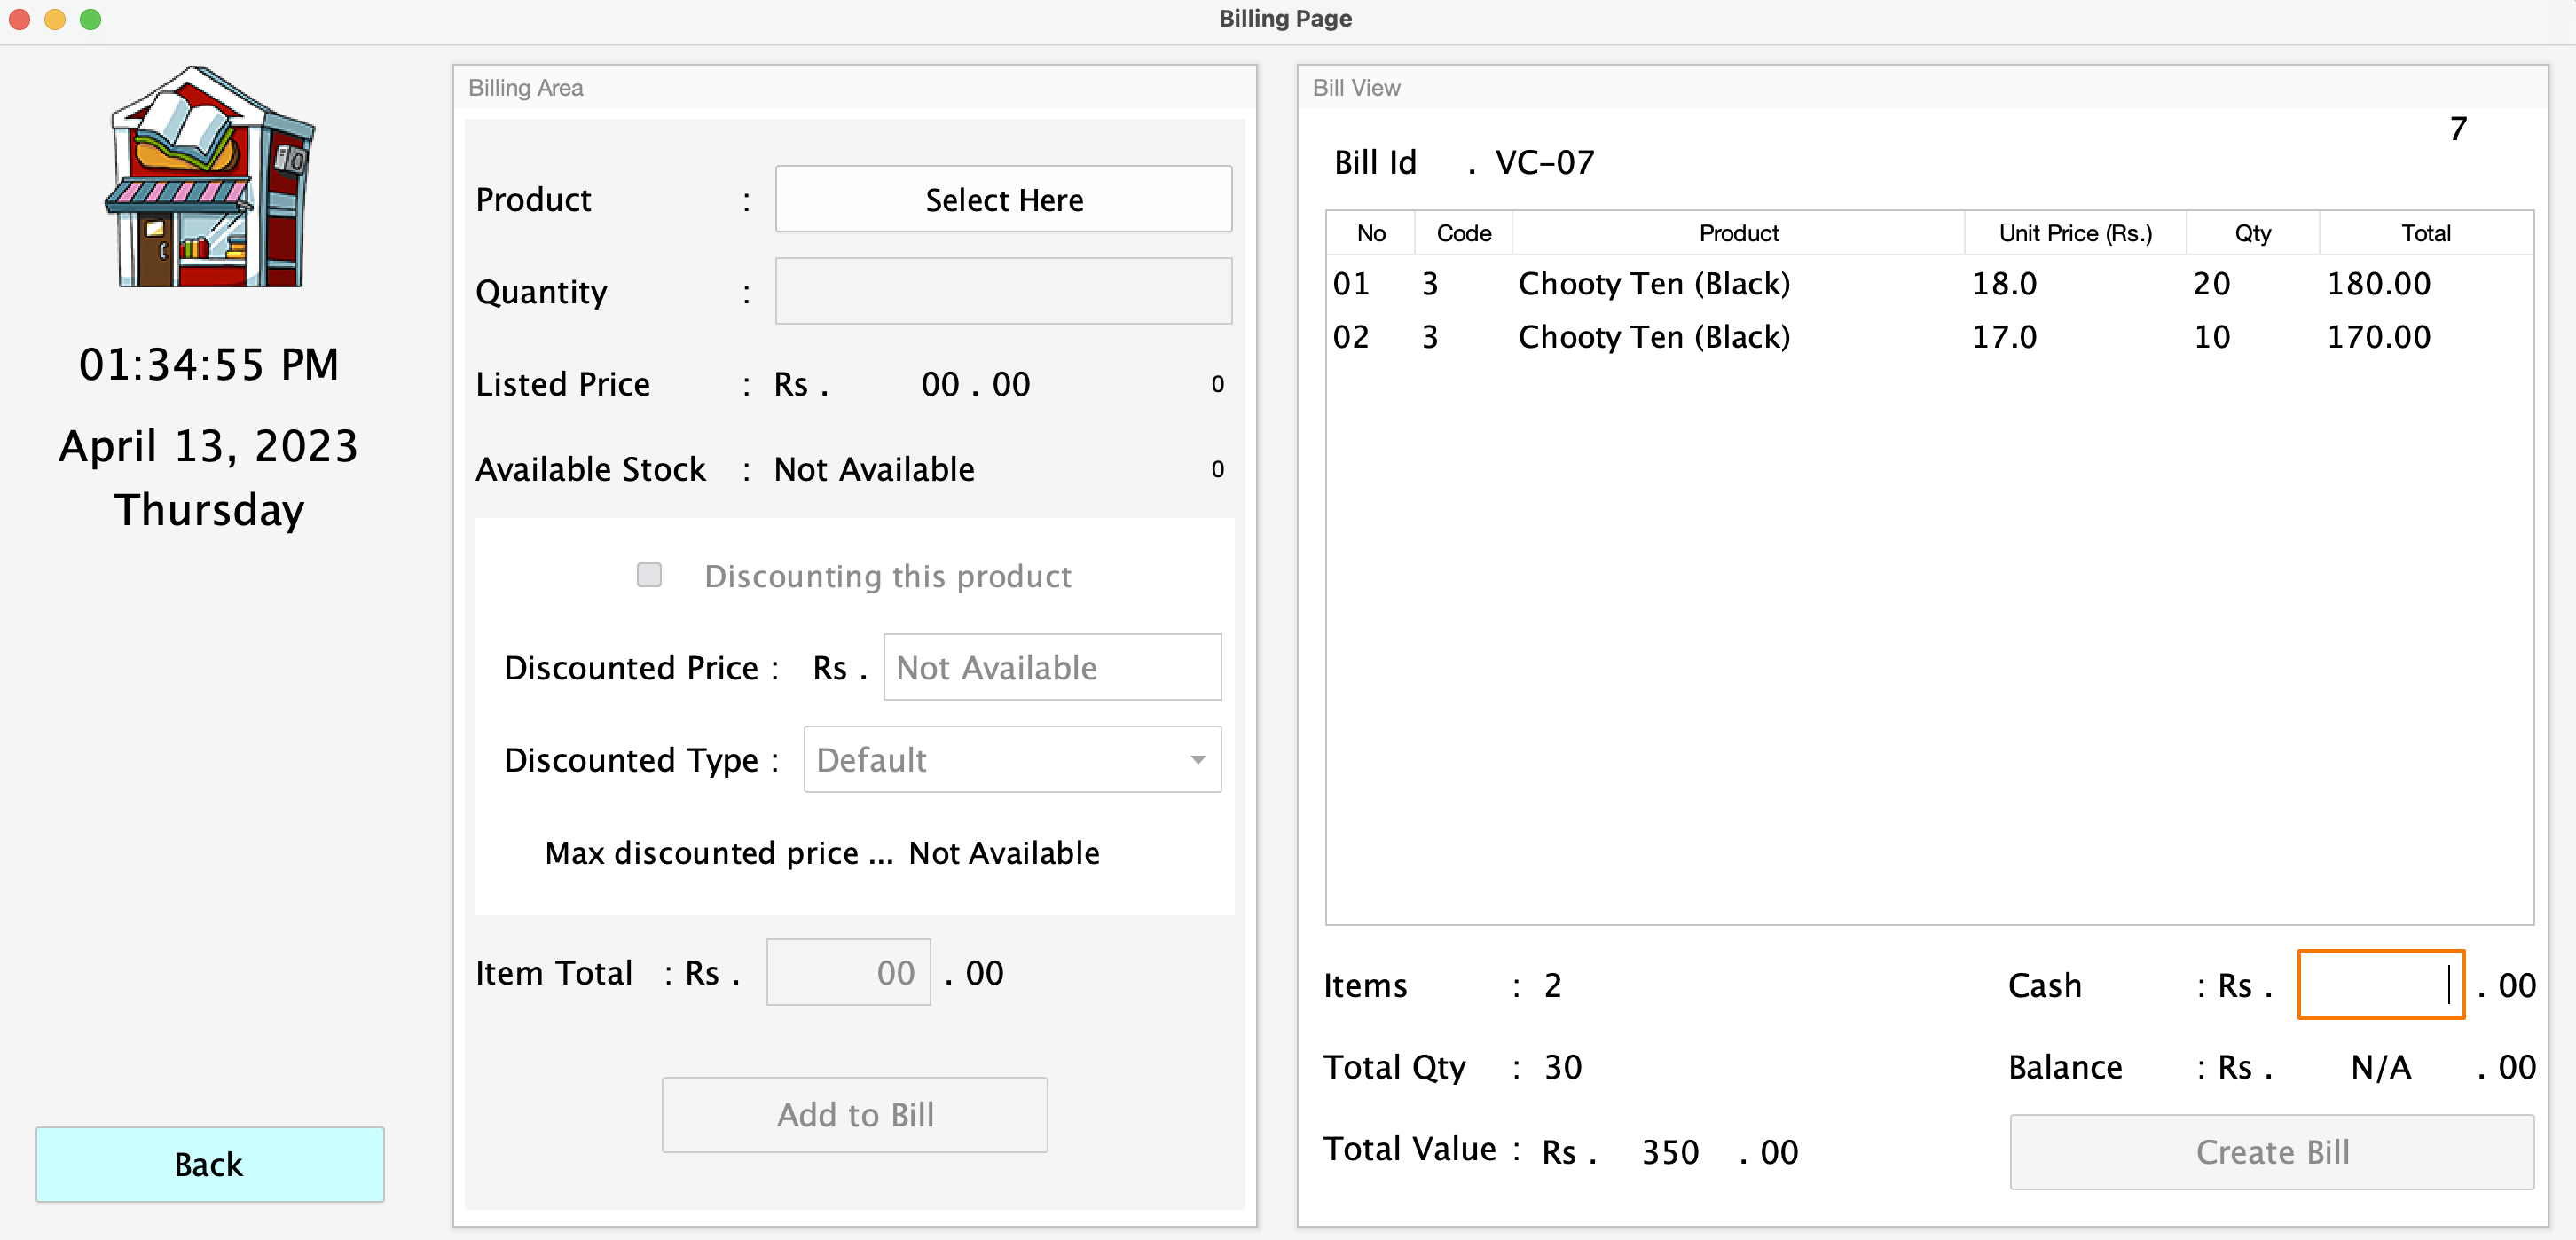 Billing Page
01:34:55 PM
April 13, 2023
Thursday
Back
Billing Area
Product : Select Here
Quantity :
Listed Price : Rs . 00 . 00 0
Available Stock : Not Available 0
Discounting this product
Discounted Price : Rs . Not Available
Discounted Type : Default
Max discounted price ... Not Available
Item Total : Rs . 00 . 00
Add to Bill
Bill View
7
Bill Id . VC-07
No Code Product Unit Price (Rs.) Qty Total
01 3 Chooty Ten (Black) 18.0 20 180.00
02 3 Chooty Ten (Black) 17.0 10 170.00
Items : 2
Cash : Rs . . 00
Total Qty : 30
Balance : Rs . N/A . 00
Total Value : Rs . 350 . 00
Create Bill